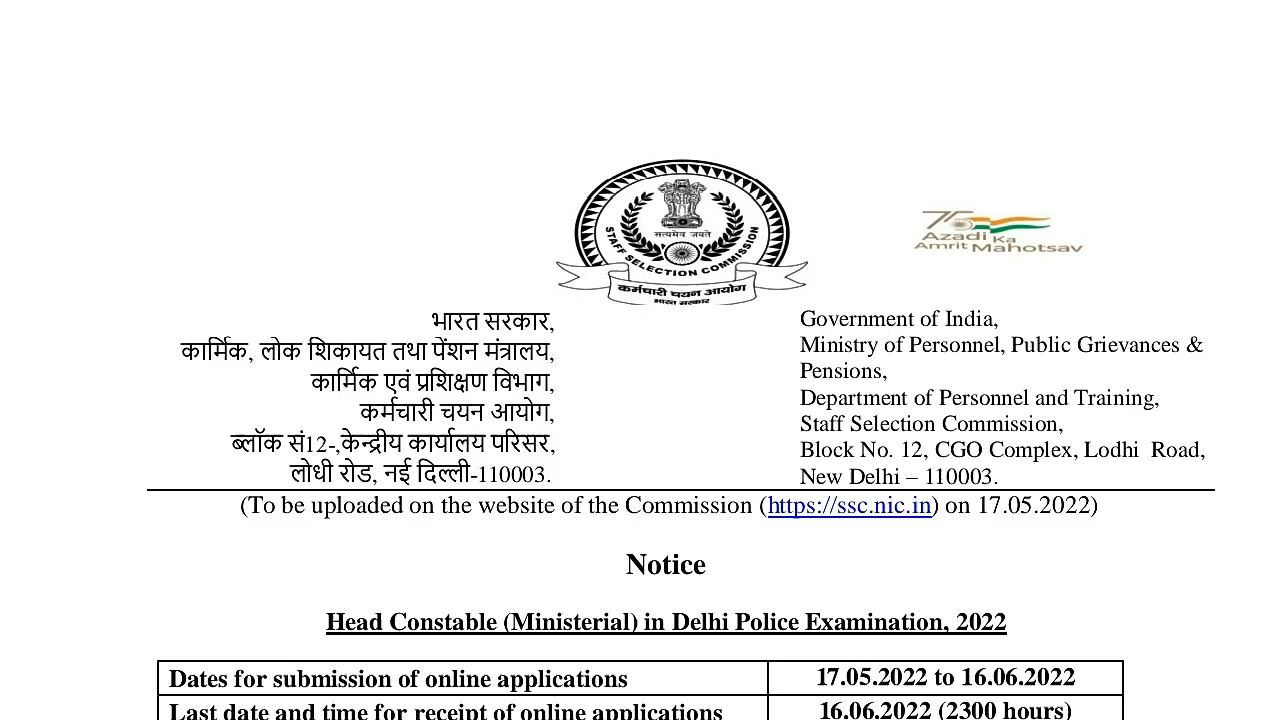 सत्यमेव जयते
STAFF SELECTION COMMISSION
कर्मचारी चयन आयोग
भारत सरकार
75
Azadi Ka
Amrit Mahotsav
भारत सरकार,
कार्मिक, लोक शिकायत तथा पेंशन मंत्रालय,
कार्मिक एवं प्रशिक्षण विभाग,
कर्मचारी चयन आयोग,
ब्लॉक सं12-,केन्द्रीय कार्यालय परिसर,
लोधी रोड, नई दिल्ली-110003.
Government of India,
Ministry of Personnel, Public Grievances &
Pensions,
Department of Personnel and Training,
Staff Selection Commission,
Block No. 12, CGO Complex, Lodhi Road,
New Delhi – 110003.
(To be uploaded on the website of the Commission (https://ssc.nic.in) on 17.05.2022)
Notice
Head Constable (Ministerial) in Delhi Police Examination, 2022
Dates for submission of online applications 17.05.2022 to 16.06.2022
Last date and time for receipt of online applications 16.06.2022 (2300 hours)